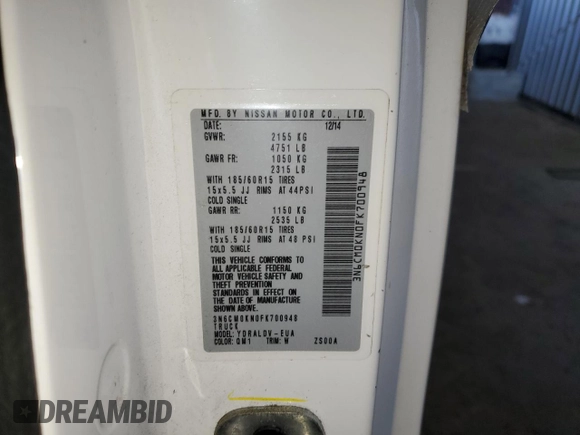 MFD. BY NISSAN MOTOR CO., LTD.
DATE: 12/14
GVWR: 2155 KG
4751 LB
GAWR FR: 1050 KG
2315 LB
WITH 185/60R15 TIRES
15x5.5 JJ RIMS AT 44PSI
COLD SINGLE
GAWR RR: 1150 KG
2535 LB
WITH 185/60R15 TIRES
15x5.5 JJ RIMS AT 48 PSI
COLD SINGLE
THIS VEHICLE CONFORMS TO
ALL APPLICABLE FEDERAL
MOTOR VEHICLE SAFETY AND
THEFT PREVENTION
STANDARDS IN EFFECT ON
THE DATE OF MANUFACTURE
SHOWN ABOVE.
3N6CM0KN0FK700948
TRUCK
MODEL: YDRALDV-EUA
COLOR: QM1 TRIM: W ZS00A
3N6CM0KN0FK700948
DREAMBID